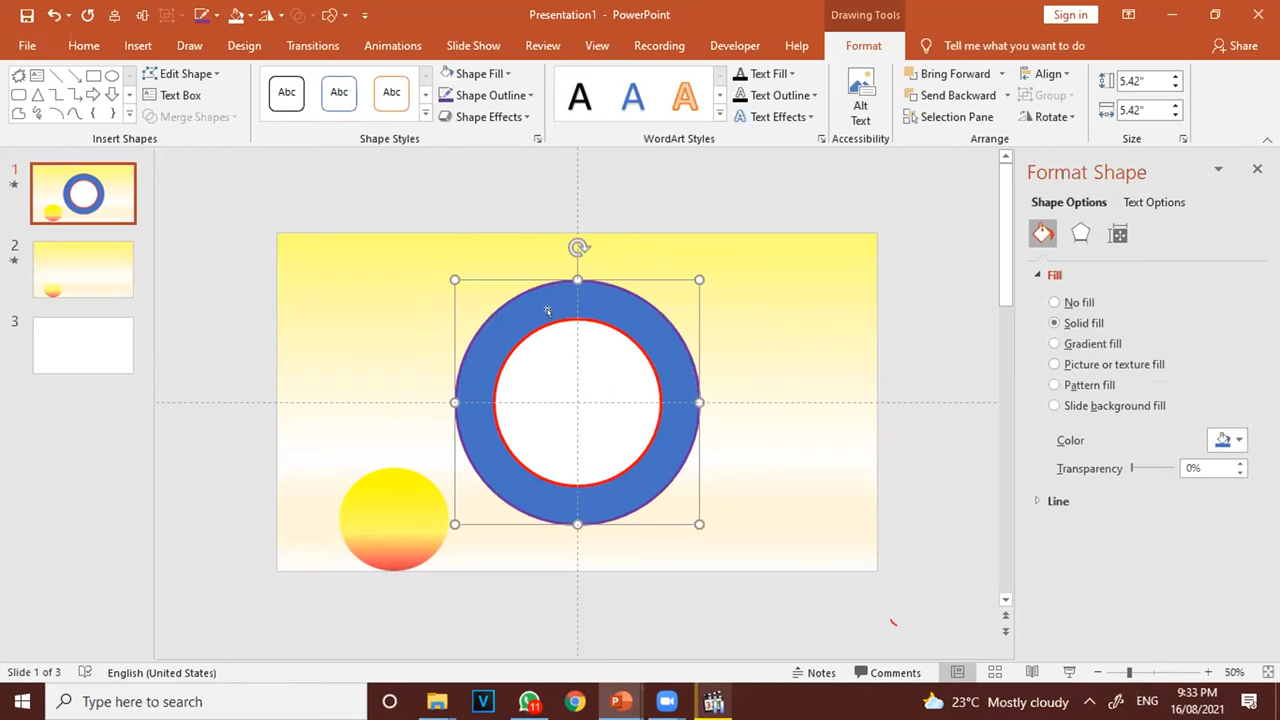 Presentation1 - PowerPoint
Drawing Tools
Sign in
File
Home
Insert
Draw
Design
Transitions
Animations
Slide Show
Review
View
Recording
Developer
Help
Format
Tell me what you want to do
Share
Edit Shape
Text Box
Merge Shapes
Insert Shapes
Abc
Abc
Abc
Shape Fill
Shape Outline
Shape Effects
Shape Styles
A
A
A
Text Fill
Text Outline
Text Effects
WordArt Styles
Alt
Text
Accessibility
Bring Forward
Send Backward
Selection Pane
Align
Group
Rotate
Arrange
5.42"
5.42"
Size
1
2
3
Format Shape
Shape Options
Text Options
Fill
No fill
Solid fill
Gradient fill
Picture or texture fill
Pattern fill
Slide background fill
Color
Transparency
0%
Line
Slide 1 of 3
English (United States)
Notes
Comments
50%
Type here to search
11
23°C Mostly cloudy
ENG
9:33 PM
16/08/2021